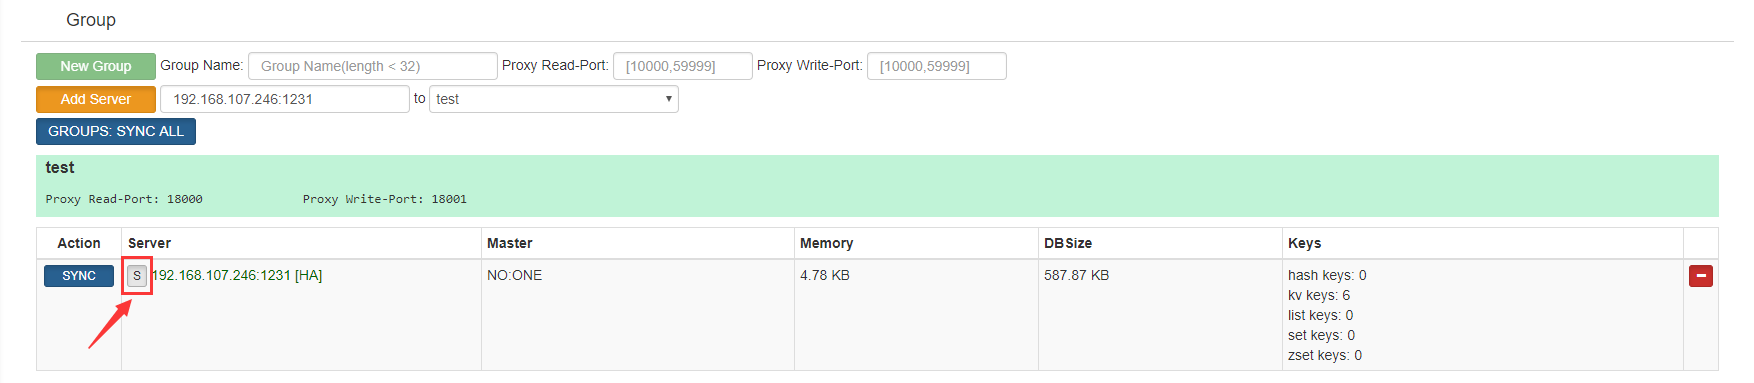 Group
New Group Group Name: Group Name(length < 32) Proxy Read-Port: [10000,59999] Proxy Write-Port: [10000,59999]
Add Server 192.168.107.246:1231 to test
GROUPS: SYNC ALL
test
Proxy Read-Port: 18000 Proxy Write-Port: 18001
Action Server Master Memory DBSize Keys
SYNC S 192.168.107.246:1231 [HA] NO:ONE 4.78 KB 587.87 KB hash keys: 0
kv keys: 6
list keys: 0
set keys: 0
zset keys: 0